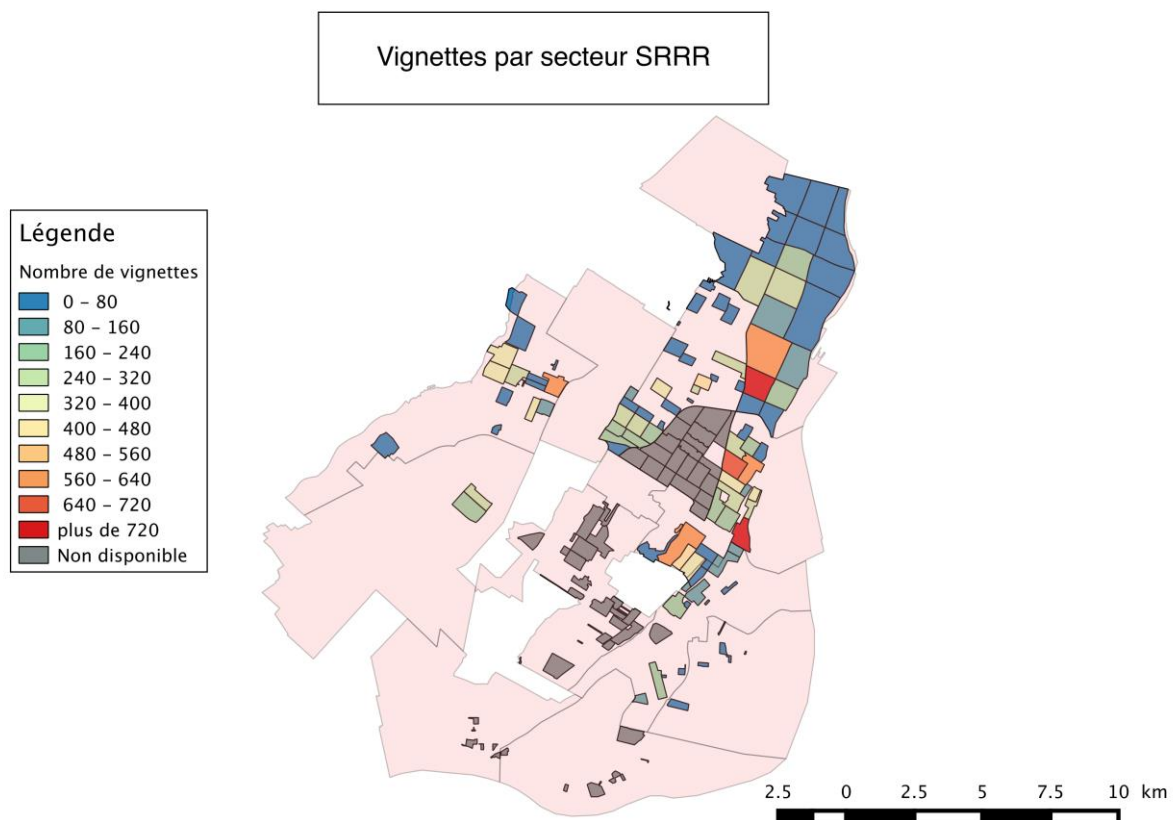 Vignettes par secteur SRRR
Légende
Nombre de vignettes
0 – 80
80 – 160
160 – 240
240 – 320
320 – 400
400 – 480
480 – 560
560 – 640
640 – 720
plus de 720
Non disponible
2.5 0 2.5 5 7.5 10 km